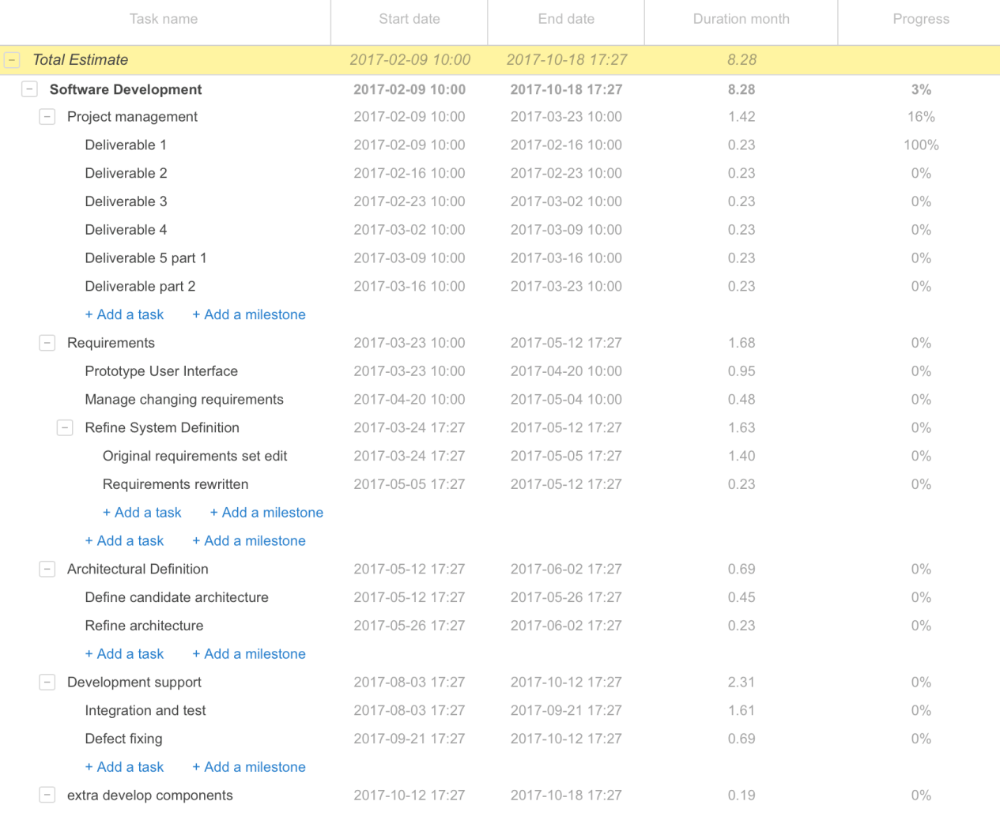 Task name Start date End date Duration month Progress
Total Estimate 2017-02-09 10:00 2017-10-18 17:27 8.28
Software Development 2017-02-09 10:00 2017-10-18 17:27 8.28 3%
Project management 2017-02-09 10:00 2017-03-23 10:00 1.42 16%
Deliverable 1 2017-02-09 10:00 2017-02-16 10:00 0.23 100%
Deliverable 2 2017-02-16 10:00 2017-02-23 10:00 0.23 0%
Deliverable 3 2017-02-23 10:00 2017-03-02 10:00 0.23 0%
Deliverable 4 2017-03-02 10:00 2017-03-09 10:00 0.23 0%
Deliverable 5 part 1 2017-03-09 10:00 2017-03-16 10:00 0.23 0%
Deliverable part 2 2017-03-16 10:00 2017-03-23 10:00 0.23 0%
+ Add a task + Add a milestone
Requirements 2017-03-23 10:00 2017-05-12 17:27 1.68 0%
Prototype User Interface 2017-03-23 10:00 2017-04-20 10:00 0.95 0%
Manage changing requirements 2017-04-20 10:00 2017-05-04 10:00 0.48 0%
Refine System Definition 2017-03-24 17:27 2017-05-12 17:27 1.63 0%
Original requirements set edit 2017-03-24 17:27 2017-05-05 17:27 1.40 0%
Requirements rewritten 2017-05-05 17:27 2017-05-12 17:27 0.23 0%
+ Add a task + Add a milestone
+ Add a task + Add a milestone
Architectural Definition 2017-05-12 17:27 2017-06-02 17:27 0.69 0%
Define candidate architecture 2017-05-12 17:27 2017-05-26 17:27 0.45 0%
Refine architecture 2017-05-26 17:27 2017-06-02 17:27 0.23 0%
+ Add a task + Add a milestone
Development support 2017-08-03 17:27 2017-10-12 17:27 2.31 0%
Integration and test 2017-08-03 17:27 2017-09-21 17:27 1.61 0%
Defect fixing 2017-09-21 17:27 2017-10-12 17:27 0.69 0%
+ Add a task + Add a milestone
extra develop components 2017-10-12 17:27 2017-10-18 17:27 0.19 0%